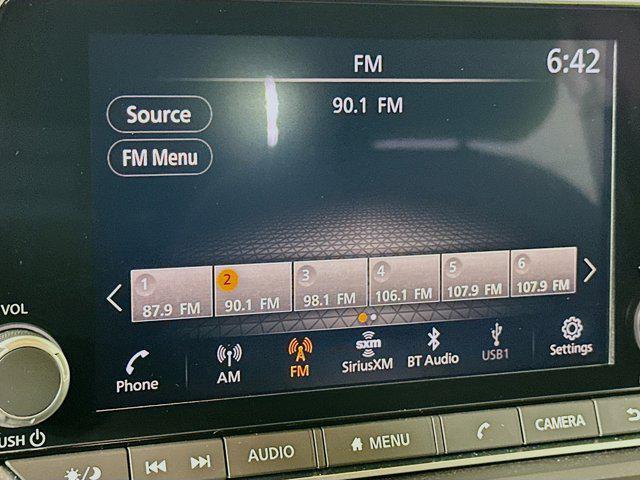 FM
6:42
90.1 FM
Source
FM Menu
1
87.9 FM
2
90.1 FM
3
98.1 FM
4
106.1 FM
5
107.9 FM
6
107.9 FM
VOL
Phone
AM
FM
sxm
SiriusXM
BT Audio
USB1
Settings
USH
AUDIO
MENU
CAMERA